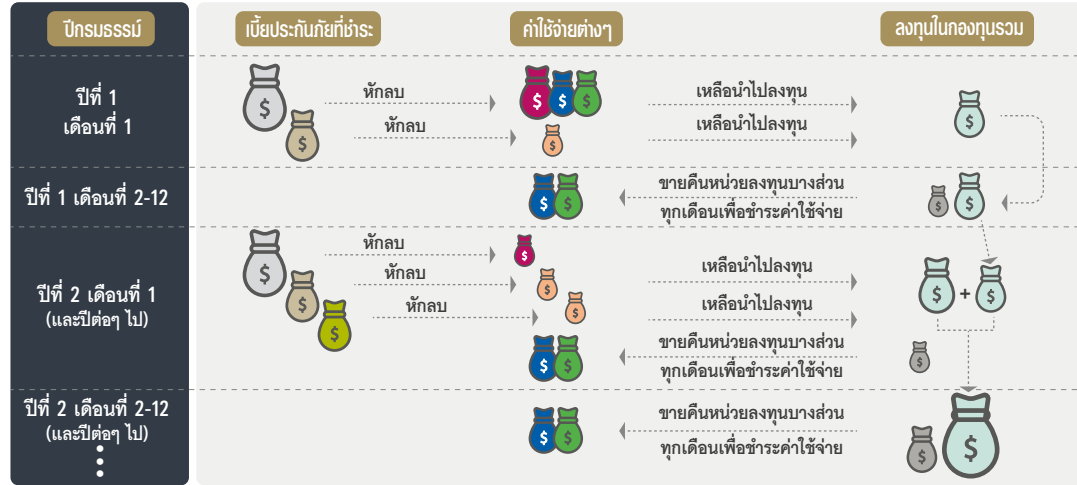 ปีกรมธรรม์
เบี้ยประกันภัยที่ชำระ
ค่าใช้จ่ายต่างๆ
ลงทุนในกองทุนรวม
ปีที่ 1
เดือนที่ 1
$
$
หักลบ
หักลบ
$ $ $
$
เหลือนำไปลงทุน
เหลือนำไปลงทุน
$
ปีที่ 1 เดือนที่ 2-12
$ $
ขายคืนหน่วยลงทุนบางส่วน
ทุกเดือนเพื่อชำระค่าใช้จ่าย
$ $
ปีที่ 2 เดือนที่ 1
(และปีต่อๆ ไป)
$
$
$
หักลบ
หักลบ
หักลบ
$
$
$
เหลือนำไปลงทุน
เหลือนำไปลงทุน
$ + $
$ $
ขายคืนหน่วยลงทุนบางส่วน
ทุกเดือนเพื่อชำระค่าใช้จ่าย
$
ปีที่ 2 เดือนที่ 2-12
(และปีต่อๆ ไป)
$ $
ขายคืนหน่วยลงทุนบางส่วน
ทุกเดือนเพื่อชำระค่าใช้จ่าย
$ $